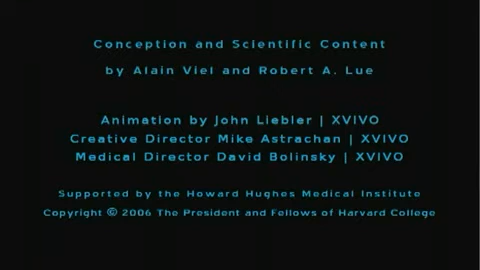 Conception and Scientific Content
by Alain Viel and Robert A. Lue
Animation by John Liebler | XVIVO
Creative Director Mike Astrachan | XVIVO
Medical Director David Bolinsky | XVIVO
Supported by the Howard Hughes Medical Institute
Copyright © 2006 The President and Fellows of Harvard College